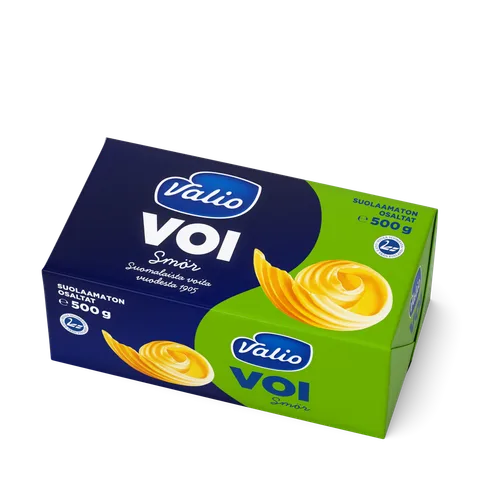 Valio
VOI
Smör
Suomalaista voita
vuodesta 1905
SUOLAAMATON
OSALTAT
℮ 500 g
SUOLAAMATON
OSALTAT
℮ 500 g
Valio
VOI
Smör